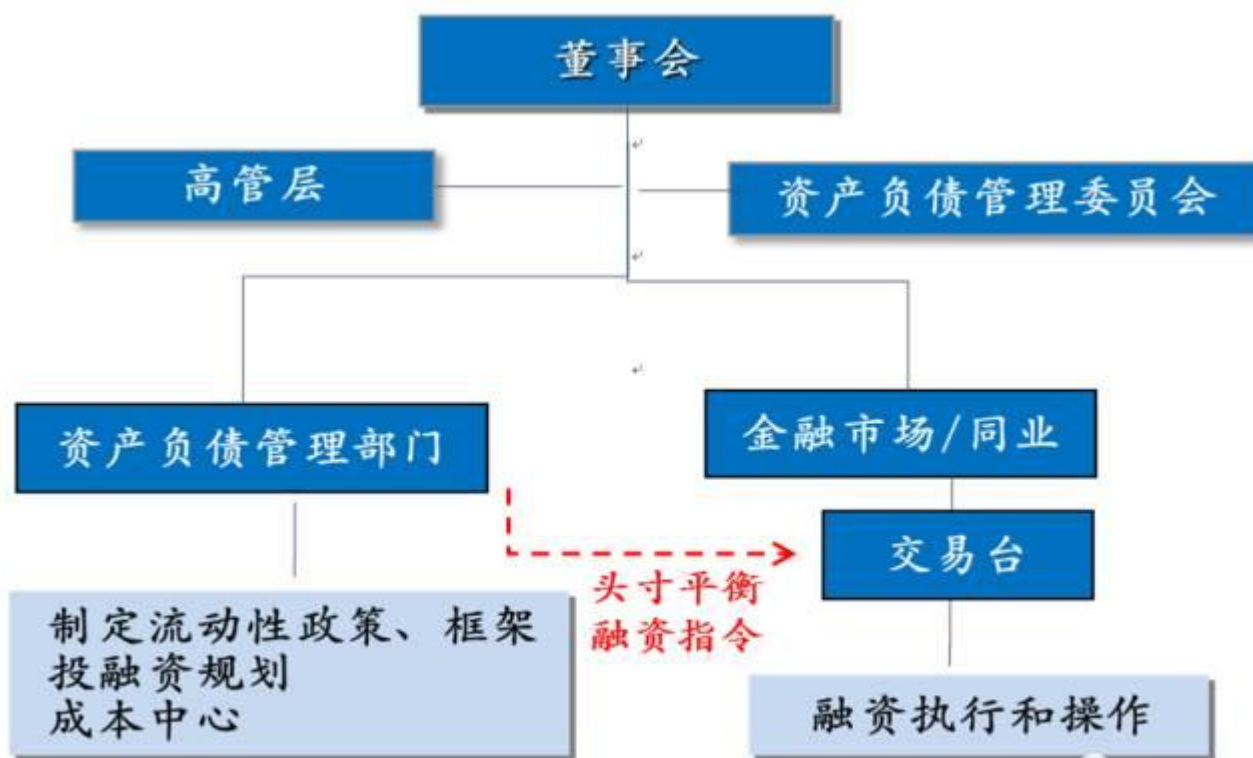 董事会
高管层
资产负债管理委员会
资产负债管理部门
金融市场/同业
交易台
头寸平衡
融资指令
制定流动性政策、框架
投融资规划
成本中心
融资执行和操作